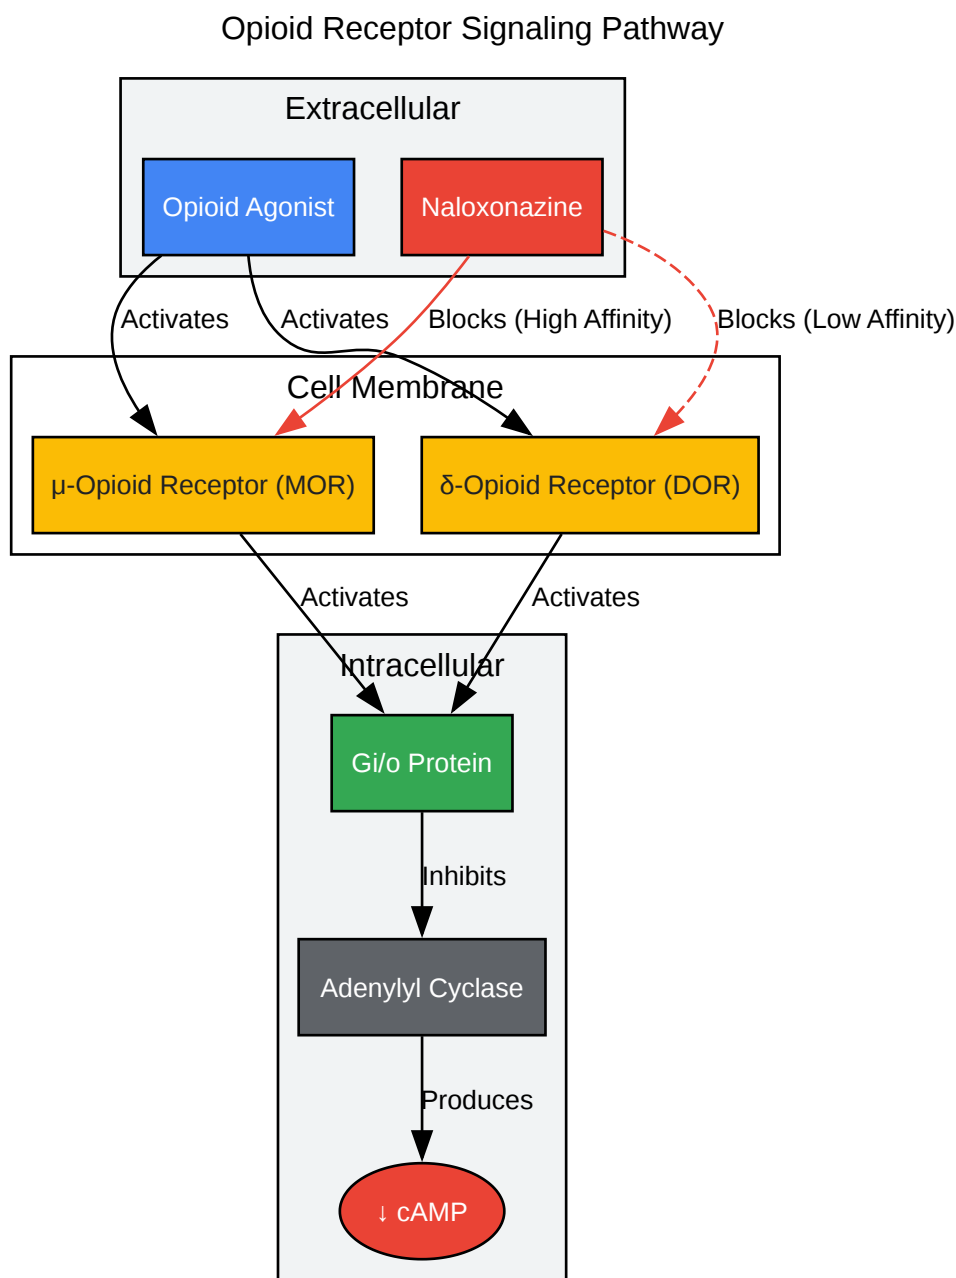 Opioid Receptor Signaling Pathway
Extracellular
Opioid Agonist
Naloxonazine
Activates
Activates
Blocks (High Affinity)
Blocks (Low Affinity)
Cell Membrane
μ-Opioid Receptor (MOR)
δ-Opioid Receptor (DOR)
Activates
Activates
Intracellular
Gi/o Protein
Inhibits
Adenylyl Cyclase
Produces
↓ cAMP